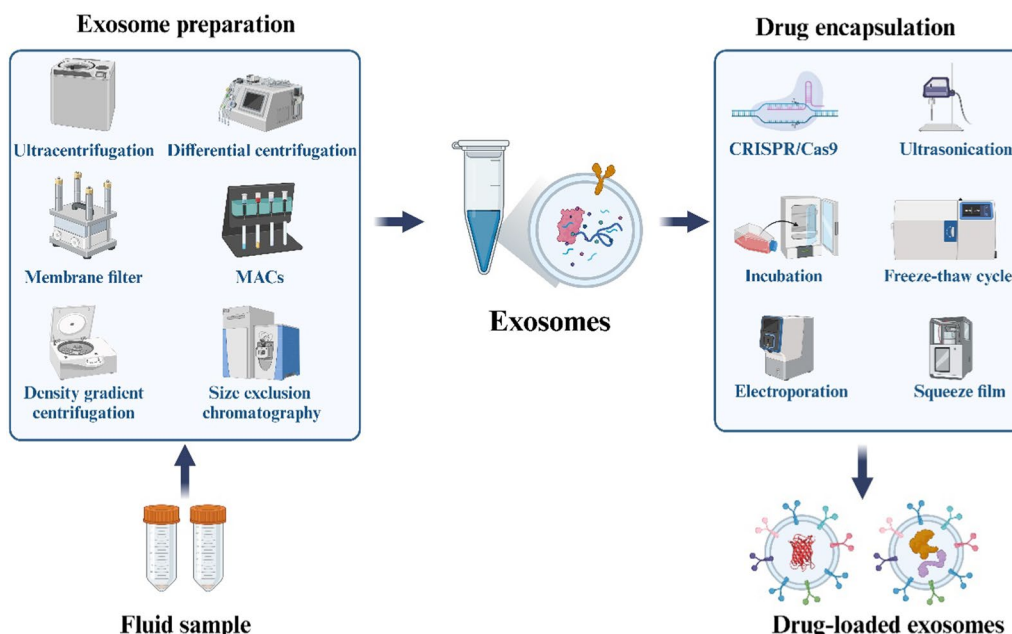 Exosome preparation
Drug encapsulation
Ultracentrifugation
Differential centrifugation
Membrane filter
MACs
Density gradient
centrifugation
Size exclusion
chromatography
Exosomes
CRISPR/Cas9
Ultrasonication
Incubation
Freeze-thaw cycle
Electroporation
Squeeze film
Fluid sample
Drug-loaded exosomes